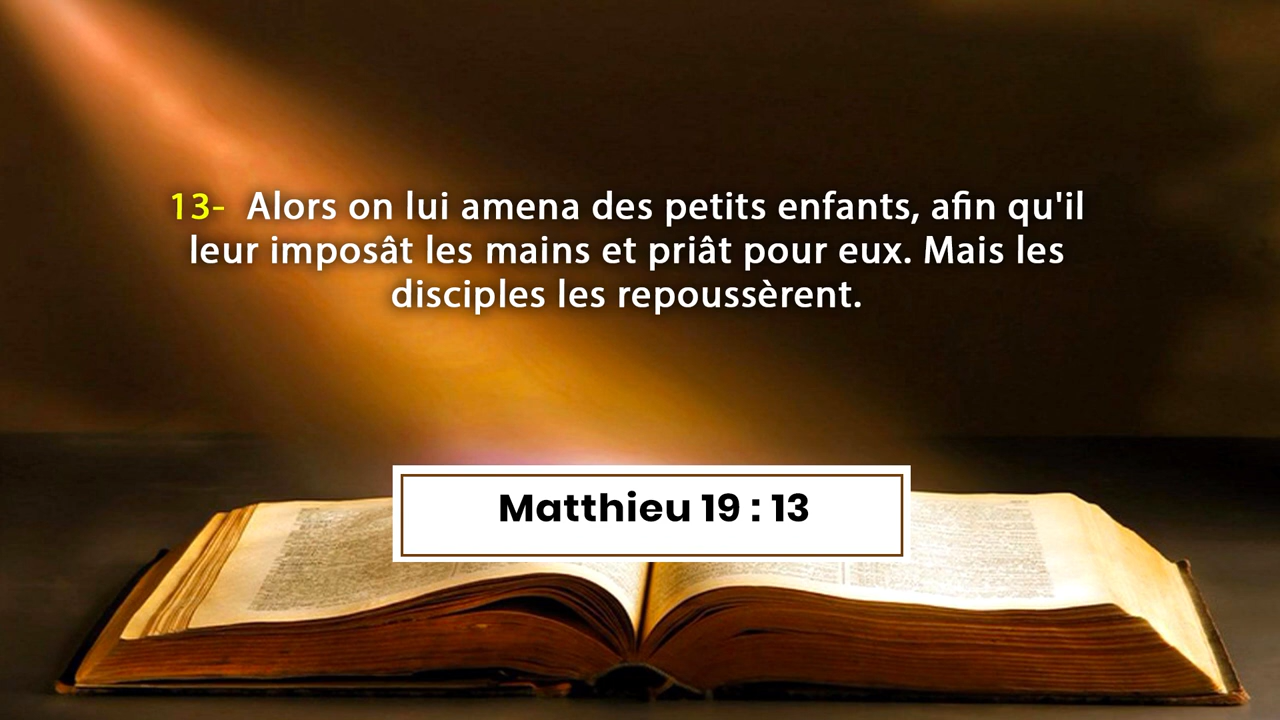 13- Alors on lui amena des petits enfants, afin qu'il
leur imposât les mains et priât pour eux. Mais les
disciples les repoussèrent.
Matthieu 19 : 13